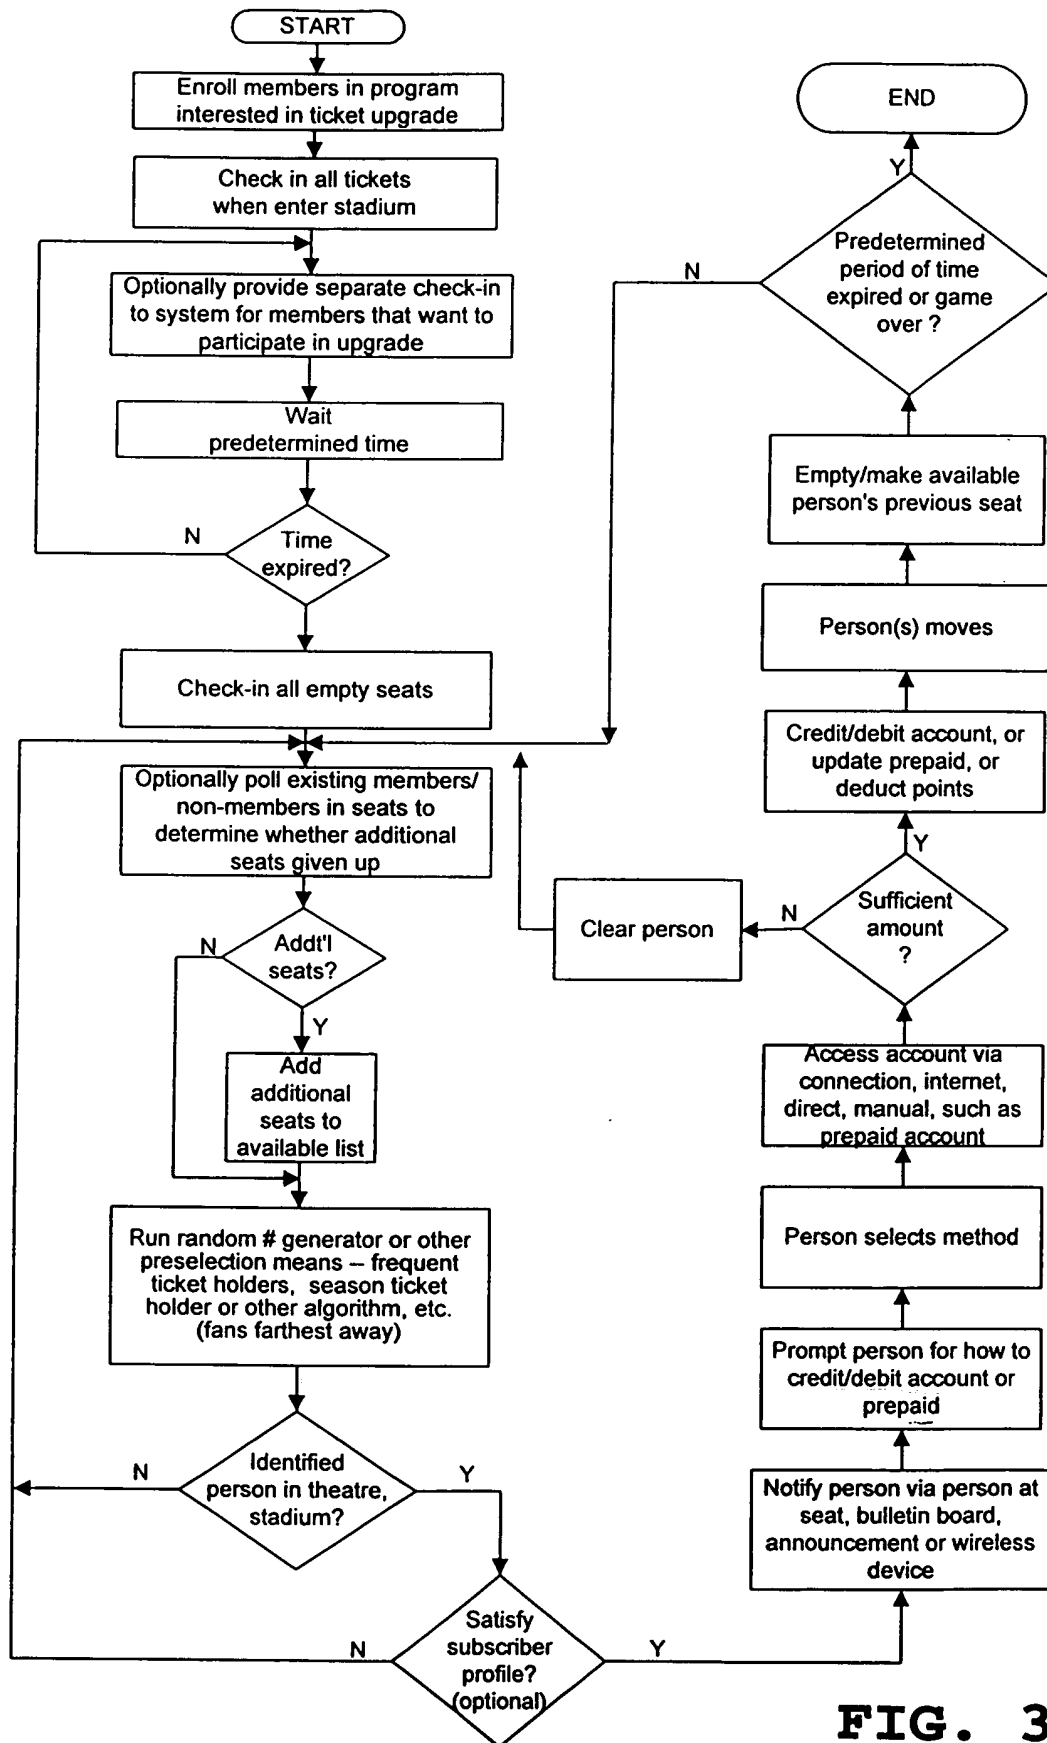 START
Enroll members in program
interested in ticket upgrade
Check in all tickets
when enter stadium
Optionally provide separate check-in
to system for members that want to
participate in upgrade
Wait
predetermined time
N
Time
expired?
Check-in all empty seats
Optionally poll existing members/
non-members in seats to
determine whether additional
seats given up
N
Addt'l
seats?
Y
Add
additional
seats to
available list
Run random # generator or other
preselection means – frequent
ticket holders, season ticket
holder or other algorithm, etc.
(fans farthest away)
N
Identified
person in theatre,
stadium?
Y
N
Satisfy
subscriber
profile?
(optional)
Y
Notify person via person at
seat, bulletin board,
announcement or wireless
device
Prompt person for how to
credit/debit account or
prepaid
Person selects method
Access account via
connection, internet,
direct, manual, such as
prepaid account
Sufficient
amount
?
N
Clear person
Y
Credit/debit account, or
update prepaid, or
deduct points
Person(s) moves
Empty/make available
person's previous seat
Predetermined
period of time
expired or game
over ?
N
Y
END
FIG. 3